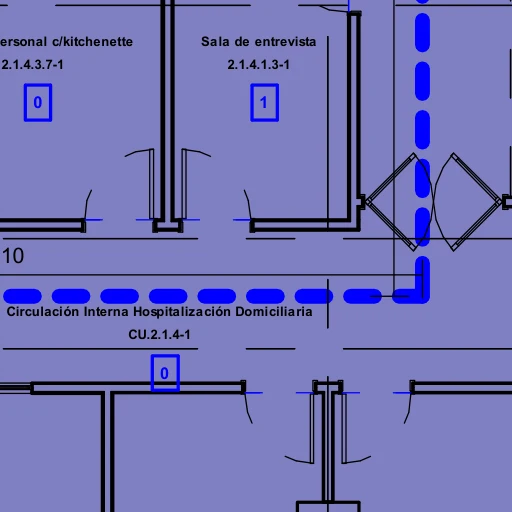 ersonal c/kitchenette
2.1.4.3.7-1
0
Sala de entrevista
2.1.4.1.3-1
1
10
Circulación Interna Hospitalización Domiciliaria
CU.2.1.4-1
0